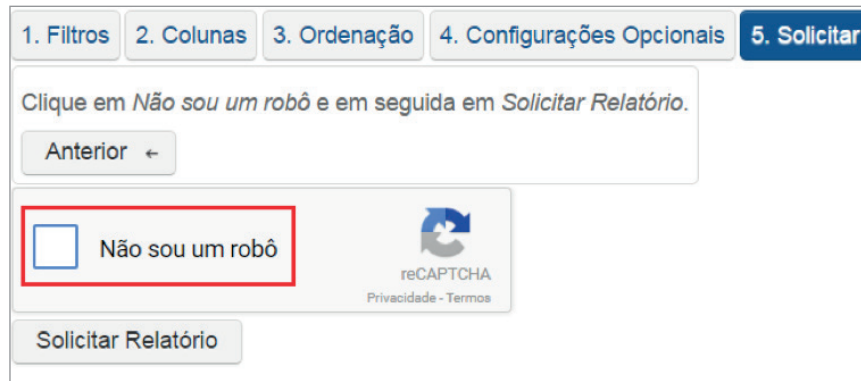 1. Filtros 2. Colunas 3. Ordenação 4. Configurações Opcionais 5. Solicitar
Clique em Não sou um robô e em seguida em Solicitar Relatório.
Anterior ←
Não sou um robô
reCAPTCHA
Privacidade - Termos
Solicitar Relatório